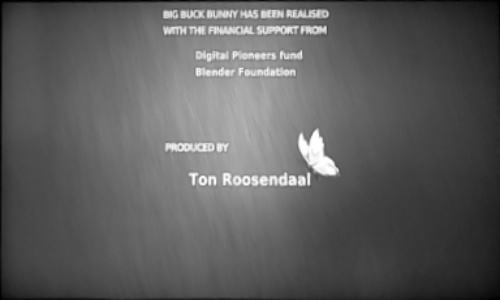 BIG BUCK BUNNY HAS BEEN REALISED
WITH THE FINANCIAL SUPPORT FROM
Digital Pioneers fund
Blender Foundation
PRODUCED BY
Ton Roosendaal